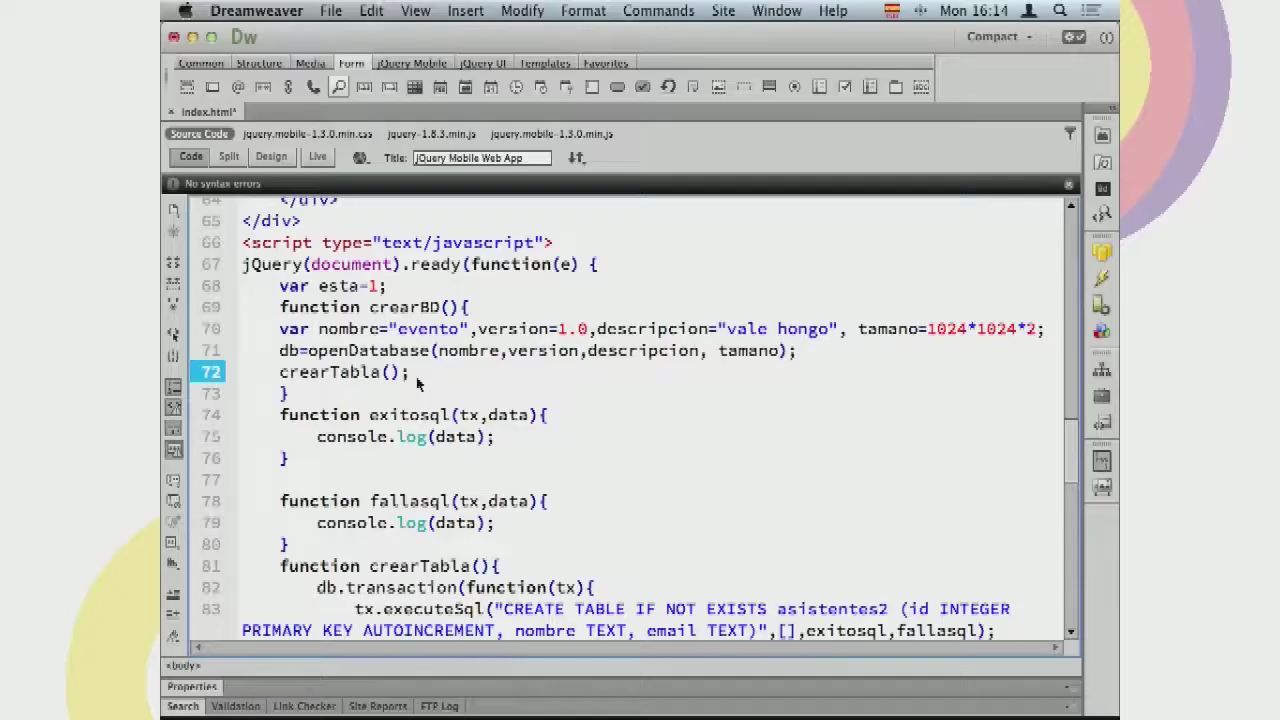 Dreamweaver File Edit View Insert Modify Format Commands Site Window Help Mon 16:14
Dw Compact
Common Structure Media Form jQuery Mobile jQuery UI Templates Favorites
index.html*
Source Code jquery.mobile-1.3.0.min.css jquery-1.8.3.min.js jquery.mobile-1.3.0.min.js
Code Split Design Live Title: jQuery Mobile Web App
No syntax errors
64 </div>
65 </div>
66 <script type="text/javascript">
67 jQuery(document).ready(function(e) {
68 var esta=1;
69 function crearBD(){
70 var nombre="evento",version=1.0,descripcion="vale hongo", tamano=1024*1024*2;
71 db=openDatabase(nombre,version,descripcion, tamano);
72 crearTabla();
73 }
74 function exitosql(tx,data){
75 console.log(data);
76 }
77
78 function fallasql(tx,data){
79 console.log(data);
80 }
81 function crearTabla(){
82 db.transaction(function(tx){
83 tx.executeSql("CREATE TABLE IF NOT EXISTS asistentes2 (id INTEGER
PRIMARY KEY AUTOINCREMENT, nombre TEXT, email TEXT)",[],exitosql,fallasql);
<body>
Properties
Search Validation Link Checker Site Reports FTP Log